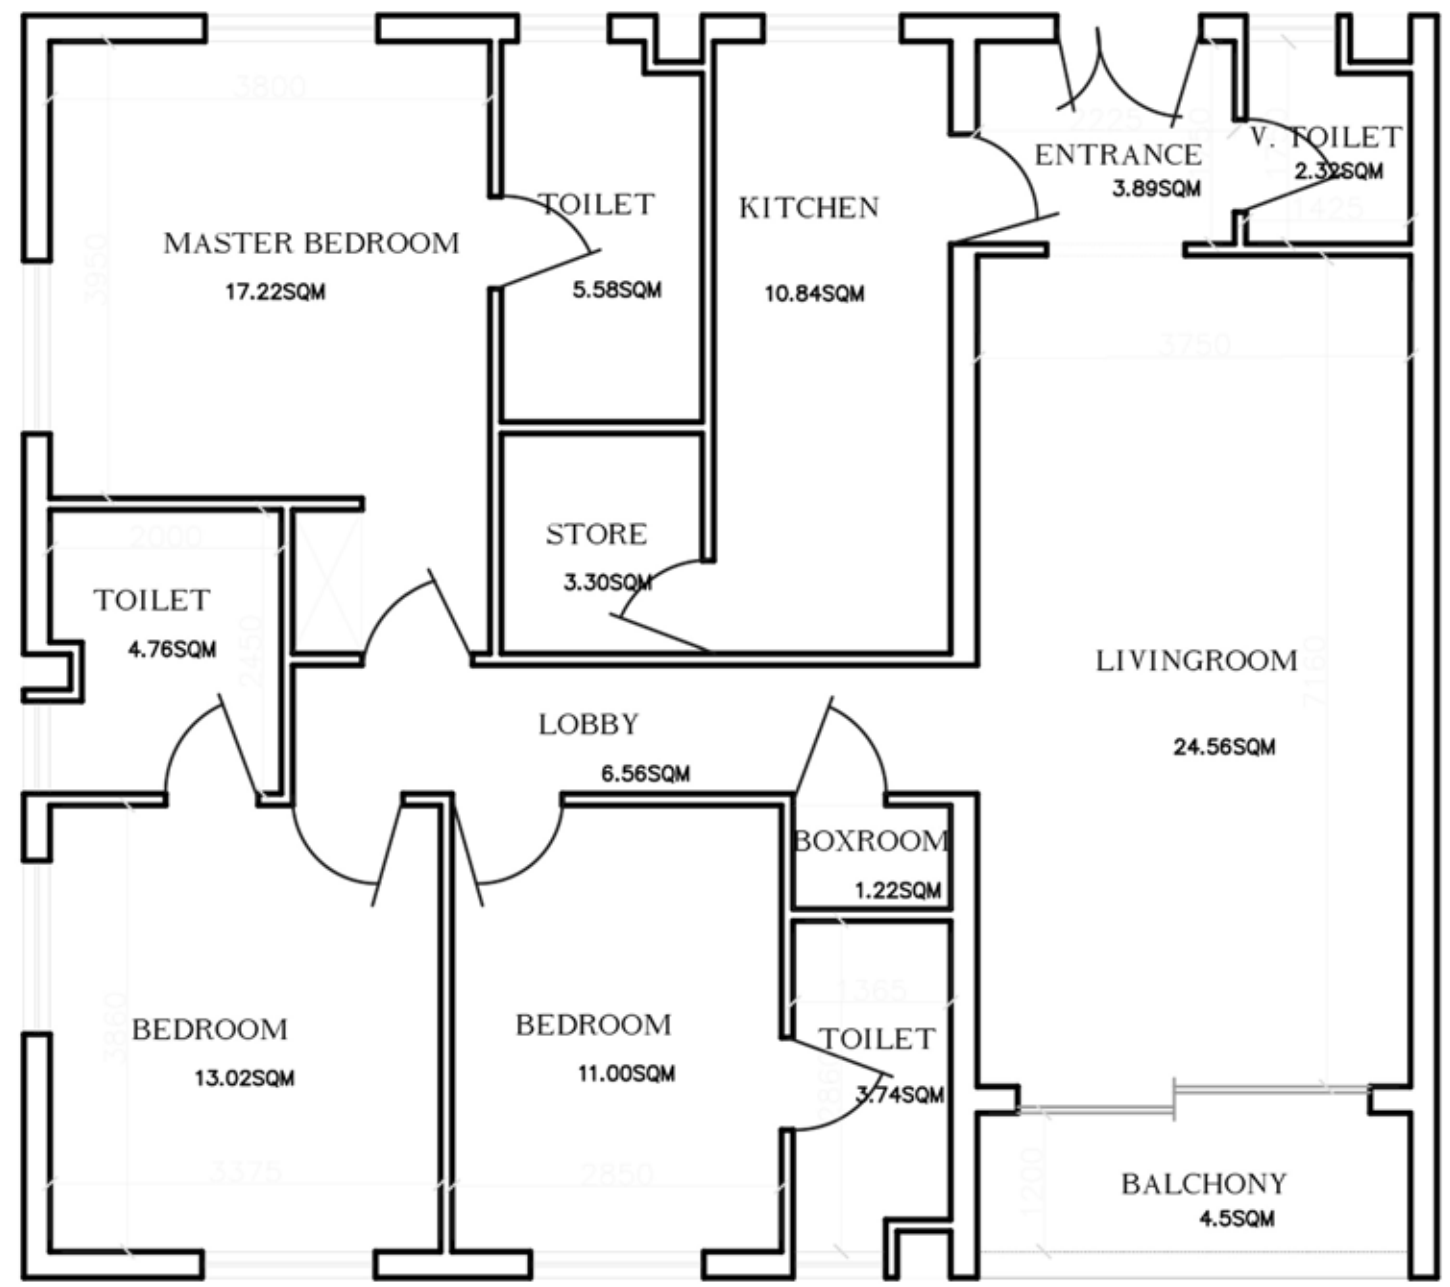 3800
2225
1425
V. TOILET
2.32SQM
ENTRANCE
3.89SQM
TOILET
5.58SQM
KITCHEN
10.84SQM
MASTER BEDROOM
17.22SQM
3950
3750
2000
STORE
3.30SQM
TOILET
4.76SQM
2450
LIVINGROOM
24.56SQM
7160
LOBBY
6.56SQM
BOXROOM
1.22SQM
1365
BEDROOM
13.02SQM
3860
3375
BEDROOM
11.00SQM
2850
TOILET
3.74SQM
BALCHONY
4.5SQM
1200